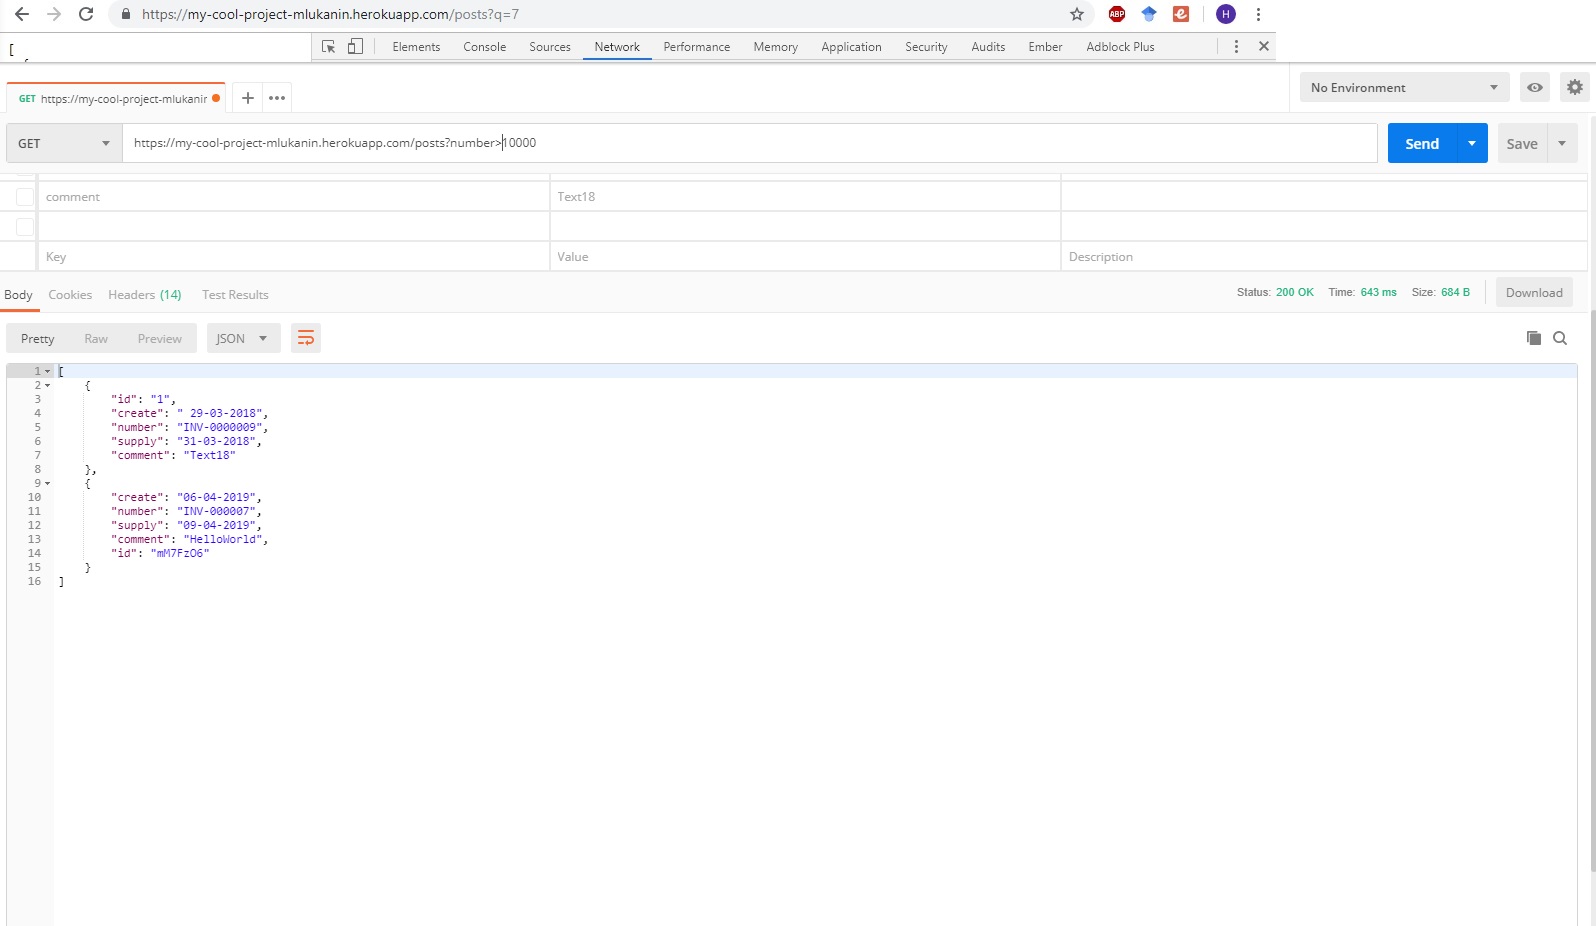 https://my-cool-project-mlukanin.herokuapp.com/posts?q=7
ABP
H
[
Elements Console Sources Network Performance Memory Application Security Audits Ember Adblock Plus
GET https://my-cool-project-mlukanir
No Environment
GET https://my-cool-project-mlukanin.herokuapp.com/posts?number>10000 Send Save
comment Text18
Key Value Description
Body Cookies Headers (14) Test Results Status: 200 OK Time: 643 ms Size: 684 B Download
Pretty Raw Preview JSON
1 [
2 {
3 "id": "1",
4 "create": " 29-03-2018",
5 "number": "INV-0000009",
6 "supply": "31-03-2018",
7 "comment": "Text18"
8 },
9 {
10 "create": "06-04-2019",
11 "number": "INV-000007",
12 "supply": "09-04-2019",
13 "comment": "HelloWorld",
14 "id": "mM7FzO6"
15 }
16 ]